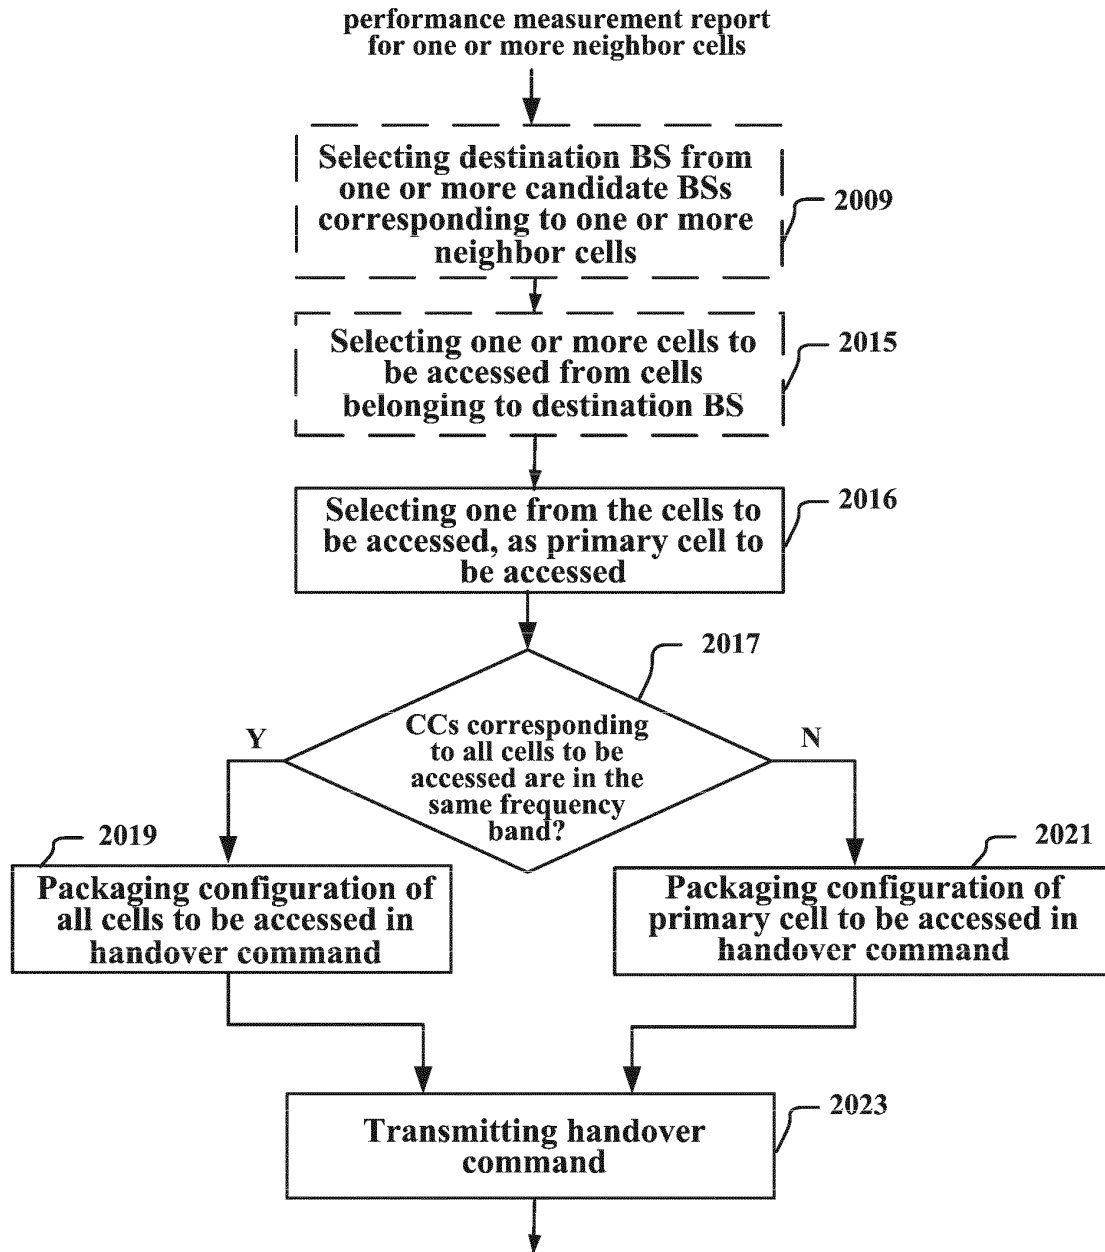 performance measurement report
for one or more neighbor cells
Selecting destination BS from
one or more candidate BSs
corresponding to one or more
neighbor cells
2009
Selecting one or more cells to
be accessed from cells
belonging to destination BS
2015
Selecting one from the cells to
be accessed, as primary cell to
be accessed
2016
2017
CCs corresponding
to all cells to be
accessed are in the
same frequency
band?
Y
N
2019
Packaging configuration of
all cells to be accessed in
handover command
2021
Packaging configuration of
primary cell to be accessed in
handover command
Transmitting handover
command
2023